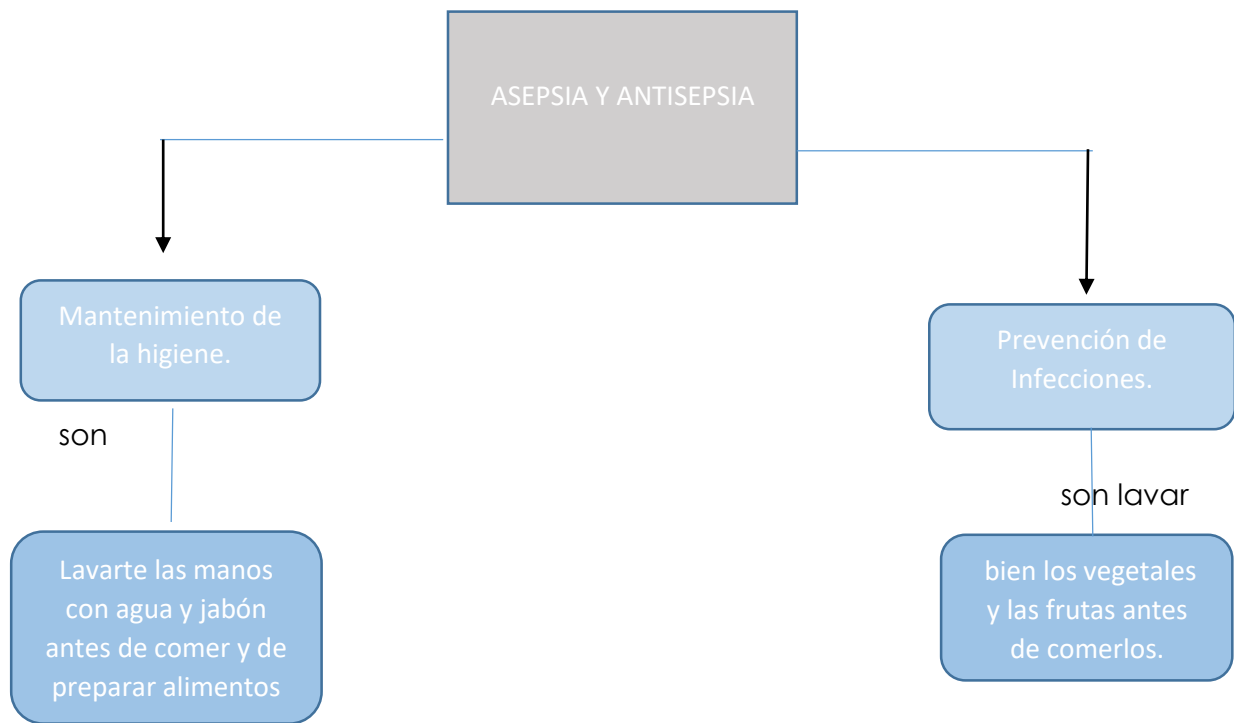 ASEPSIA Y ANTISEPSIA
Mantenimiento de
la higiene.
son
Lavarte las manos
con agua y jabón
antes de comer y de
preparar alimentos
Prevención de
Infecciones.
son lavar
bien los vegetales
y las frutas antes
de comerlos.